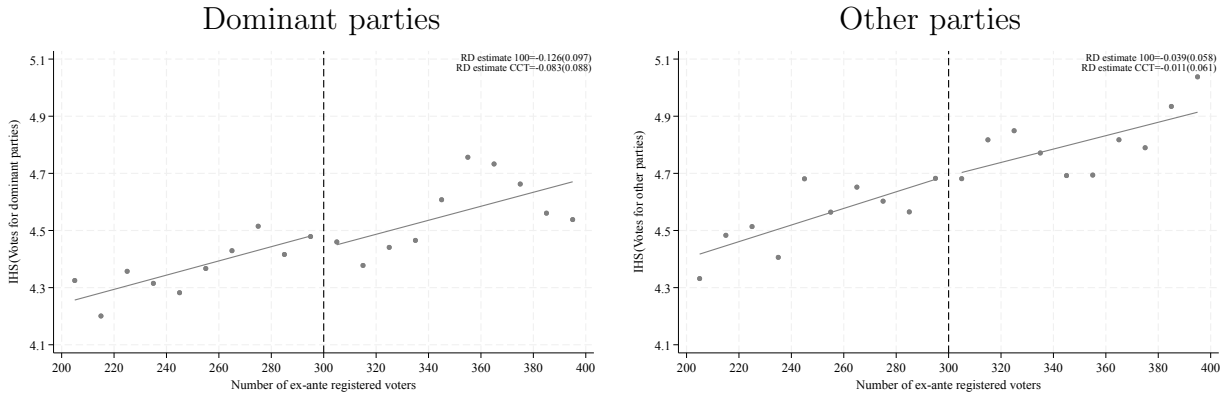 Dominant parties
RD estimate 100=-0.126(0.097)
RD estimate CCT=-0.083(0.088)
IHS(Votes for dominant parties)
5.1
4.9
4.7
4.5
4.3
4.1
200 220 240 260 280 300 320 340 360 380 400
Number of ex-ante registered voters
Other parties
RD estimate 100=-0.039(0.058)
RD estimate CCT=-0.011(0.061)
IHS(Votes for other parties)
5.1
4.9
4.7
4.5
4.3
4.1
200 220 240 260 280 300 320 340 360 380 400
Number of ex-ante registered voters